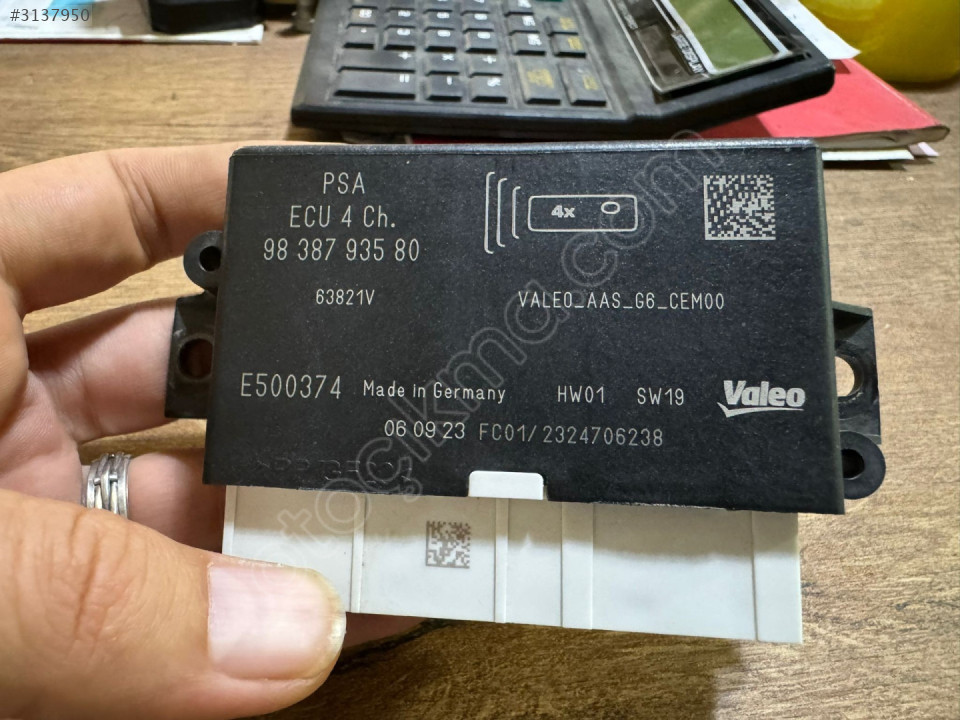 #3137950
PSA
ECU 4 Ch.
98 387 935 80
4x
63821V
VALEO_AAS_G6_CEM00
E500374 Made in Germany HW01 SW19 Valeo
06 09 23 FC01/2324706238